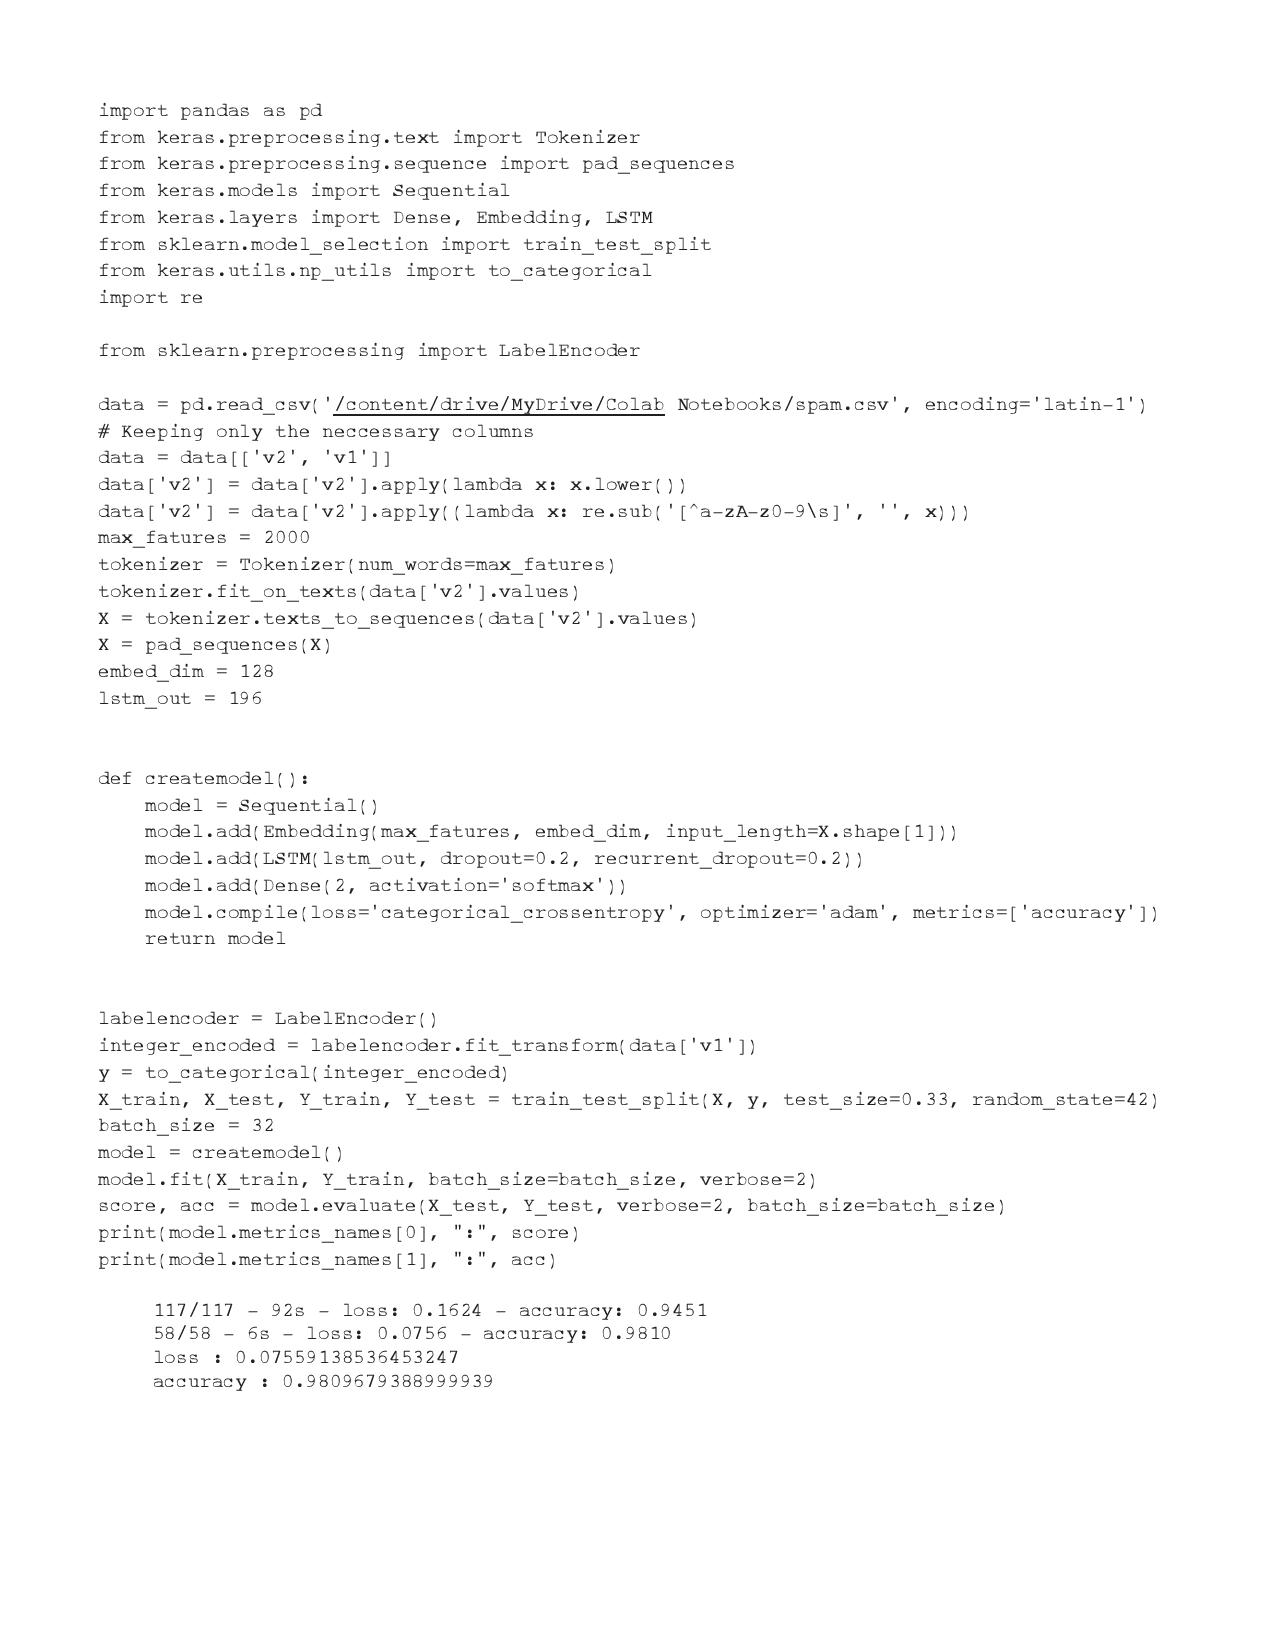 import pandas as pd
from keras.preprocessing.text import Tokenizer
from keras.preprocessing.sequence import pad_sequences
from keras.models import Sequential
from keras.layers import Dense, Embedding, LSTM
from sklearn.model_selection import train_test_split
from keras.utils.np_utils import to_categorical
import re

from sklearn.preprocessing import LabelEncoder

data = pd.read_csv('/content/drive/MyDrive/Colab Notebooks/spam.csv', encoding='latin-1')
# Keeping only the neccessary columns
data = data[['v2', 'v1']]
data['v2'] = data['v2'].apply(lambda x: x.lower())
data['v2'] = data['v2'].apply((lambda x: re.sub('[^a-zA-z0-9\s]', '', x)))
max_fatures = 2000
tokenizer = Tokenizer(num_words=max_fatures)
tokenizer.fit_on_texts(data['v2'].values)
X = tokenizer.texts_to_sequences(data['v2'].values)
X = pad_sequences(X)
embed_dim = 128
lstm_out = 196

def createmodel():
    model = Sequential()
    model.add(Embedding(max_fatures, embed_dim, input_length=X.shape[1]))
    model.add(LSTM(lstm_out, dropout=0.2, recurrent_dropout=0.2))
    model.add(Dense(2, activation='softmax'))
    model.compile(loss='categorical_crossentropy', optimizer='adam', metrics=['accuracy'])
    return model

labelencoder = LabelEncoder()
integer_encoded = labelencoder.fit_transform(data['v1'])
y = to_categorical(integer_encoded)
X_train, X_test, Y_train, Y_test = train_test_split(X, y, test_size=0.33, random_state=42)
batch_size = 32
model = createmodel()
model.fit(X_train, Y_train, batch_size=batch_size, verbose=2)
score, acc = model.evaluate(X_test, Y_test, verbose=2, batch_size=batch_size)
print(model.metrics_names[0], ":", score)
print(model.metrics_names[1], ":", acc)

117/117 - 92s - loss: 0.1624 - accuracy: 0.9451
58/58 - 6s - loss: 0.0756 - accuracy: 0.9810
loss : 0.07559138536453247
accuracy : 0.9809679388999939